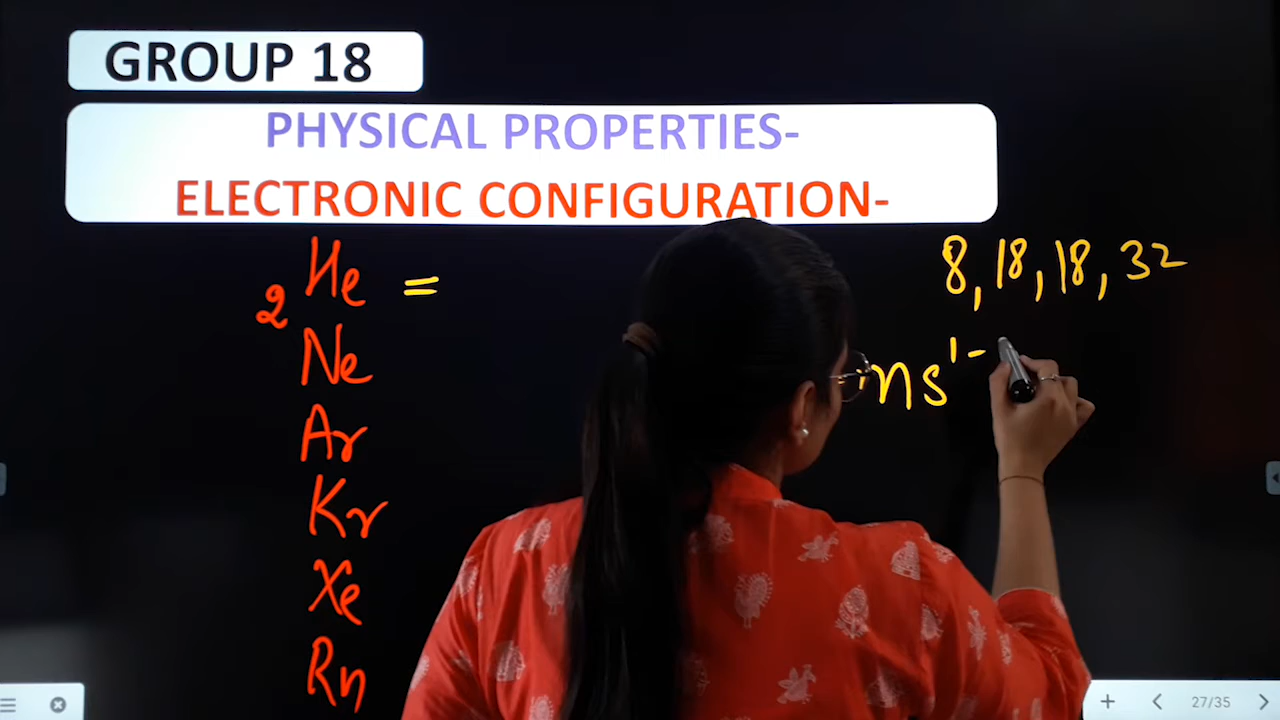 GROUP 18
PHYSICAL PROPERTIES-
ELECTRONIC CONFIGURATION-
₂He =
8, 18, 18, 32
Ne
ns¹⁻
Ar
Kr
Xe
Rn
27/35